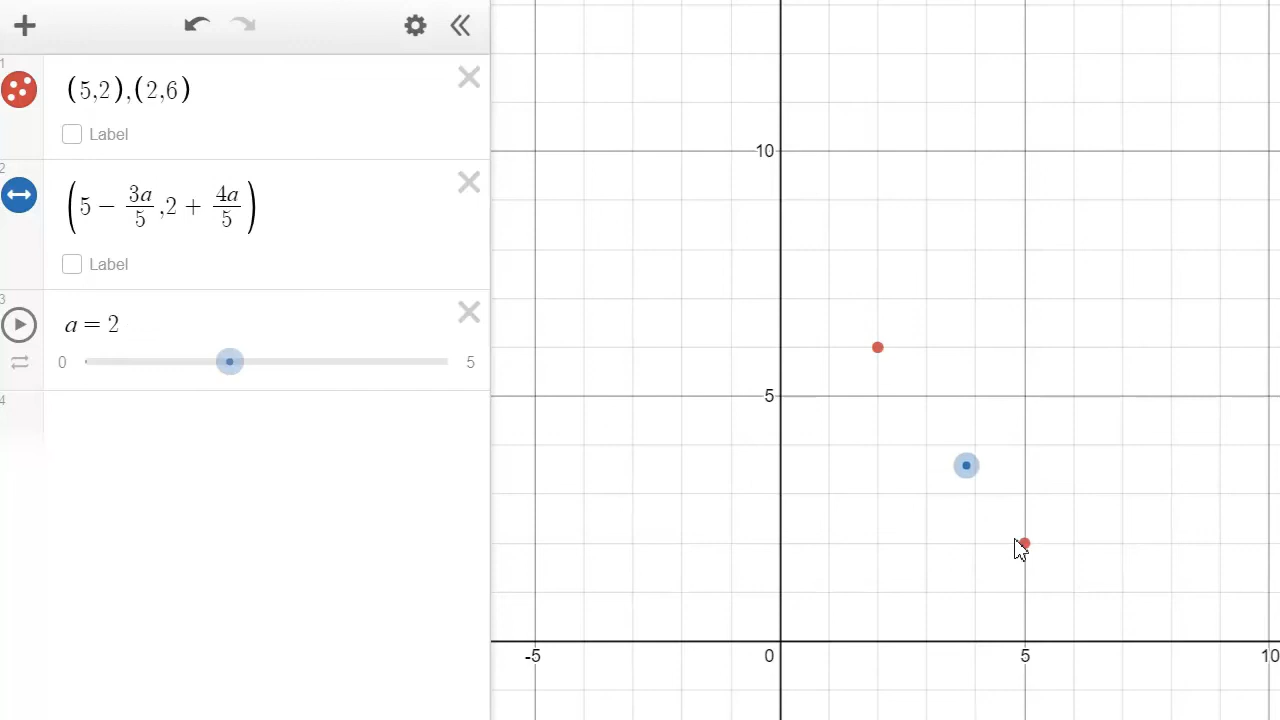 1
(5,2),(2,6)
Label
2
(5 − 3a/5, 2 + 4a/5)
Label
3
a = 2
0 5
4
10
5
-5 0 5 10